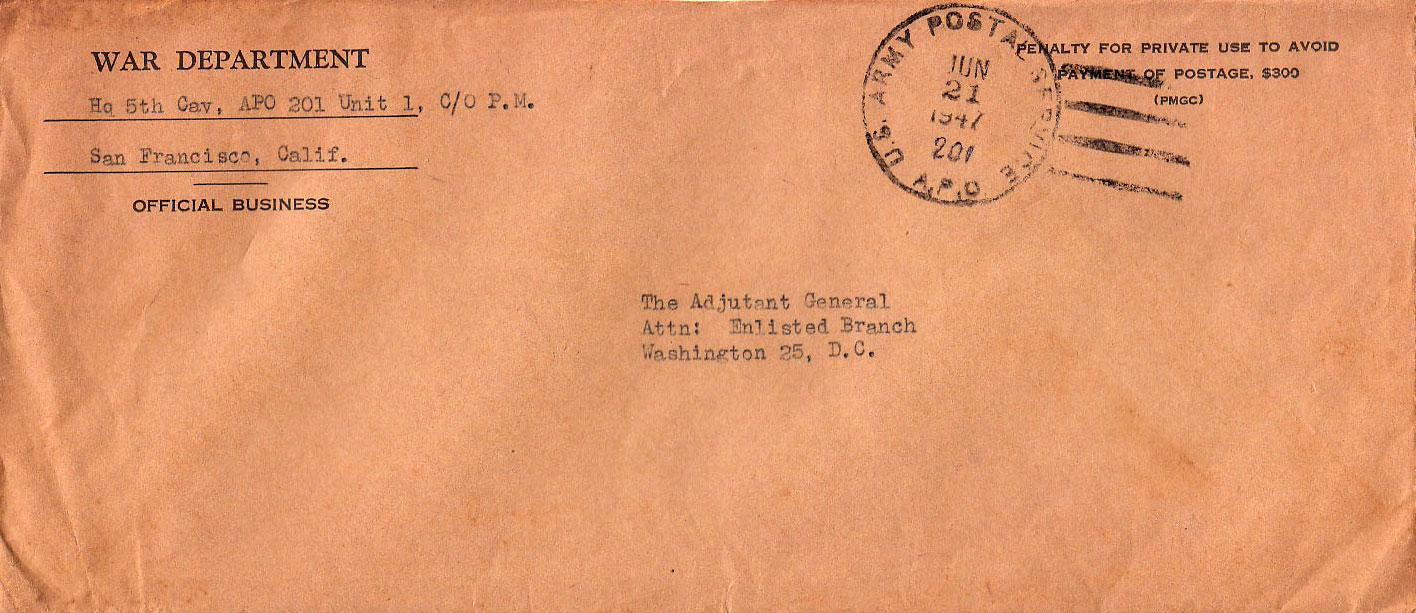 WAR DEPARTMENT
Hq 5th Cav, APO 201 Unit 1, C/O P.M.
San Francisco, Calif.
OFFICIAL BUSINESS
U.S. ARMY POSTAL SERVICE
JUN
21
1947
201
A.P.O
PENALTY FOR PRIVATE USE TO AVOID
PAYMENT OF POSTAGE, $300
(PMGC)
The Adjutant General
Attn: Enlisted Branch
Washington 25, D.C.